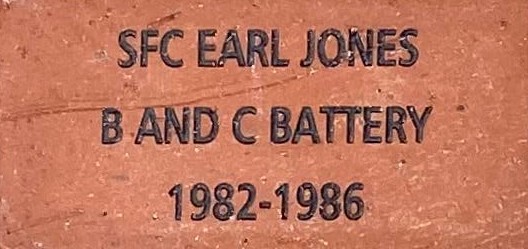 SFC EARL JONES
B AND C BATTERY
1982-1986